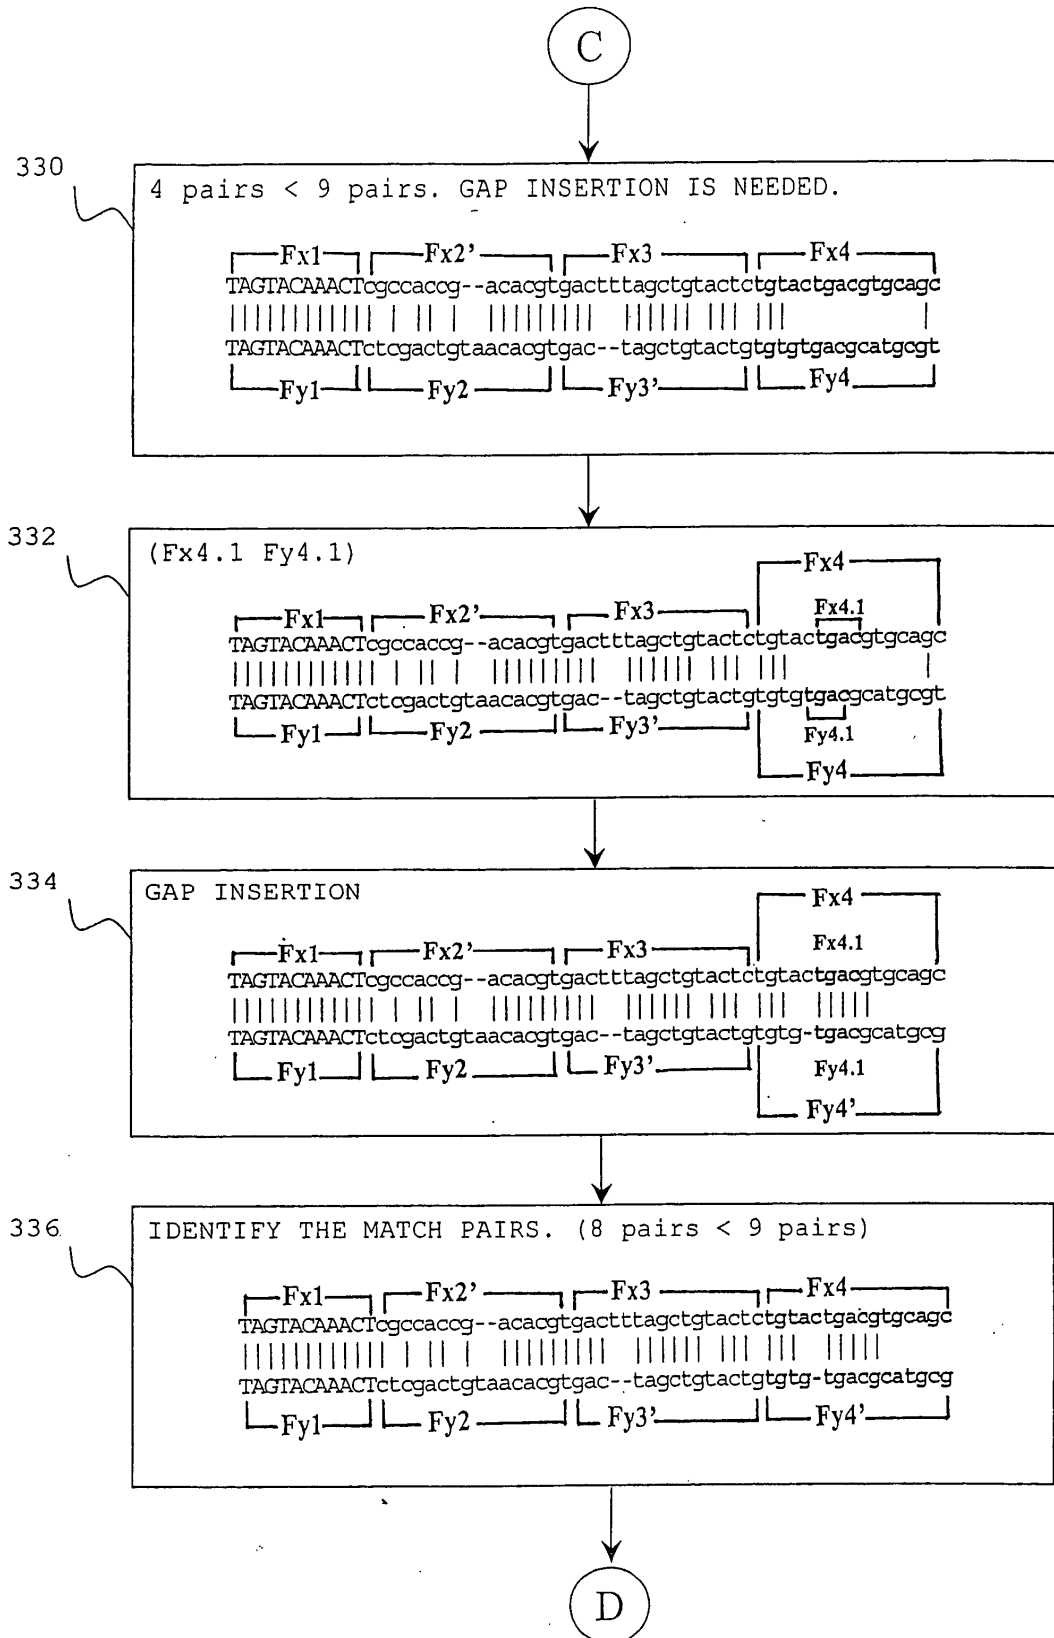 C
330
4 pairs < 9 pairs. GAP INSERTION IS NEEDED.
Fx1 Fx2' Fx3 Fx4
TAGTACAAACTcgccaccg--acacgtgactttagctgtactctgtactgacgtgcagc
TAGTACAAACTctcgactgtaacacgtgac--tagctgtactgtgtgtgacgcatgcgt
Fy1 Fy2 Fy3' Fy4
332
(Fx4.1 Fy4.1)
Fx4
Fx1 Fx2' Fx3 Fx4.1
TAGTACAAACTcgccaccg--acacgtgactttagctgtactctgtactgacgtgcagc
TAGTACAAACTctcgactgtaacacgtgac--tagctgtactgtgtgtgacgcatgcgt
Fy1 Fy2 Fy3' Fy4.1
Fy4
334
GAP INSERTION
Fx4
Fx1 Fx2' Fx3 Fx4.1
TAGTACAAACTcgccaccg--acacgtgactttagctgtactctgtactgacgtgcagc
TAGTACAAACTctcgactgtaacacgtgac--tagctgtactgtgtg-tgacgcatgcg
Fy1 Fy2 Fy3' Fy4.1
Fy4'
336
IDENTIFY THE MATCH PAIRS. (8 pairs < 9 pairs)
Fx1 Fx2' Fx3 Fx4
TAGTACAAACTcgccaccg--acacgtgactttagctgtactctgtactgacgtgcagc
TAGTACAAACTctcgactgtaacacgtgac--tagctgtactgtgtg-tgacgcatgcg
Fy1 Fy2 Fy3' Fy4'
D